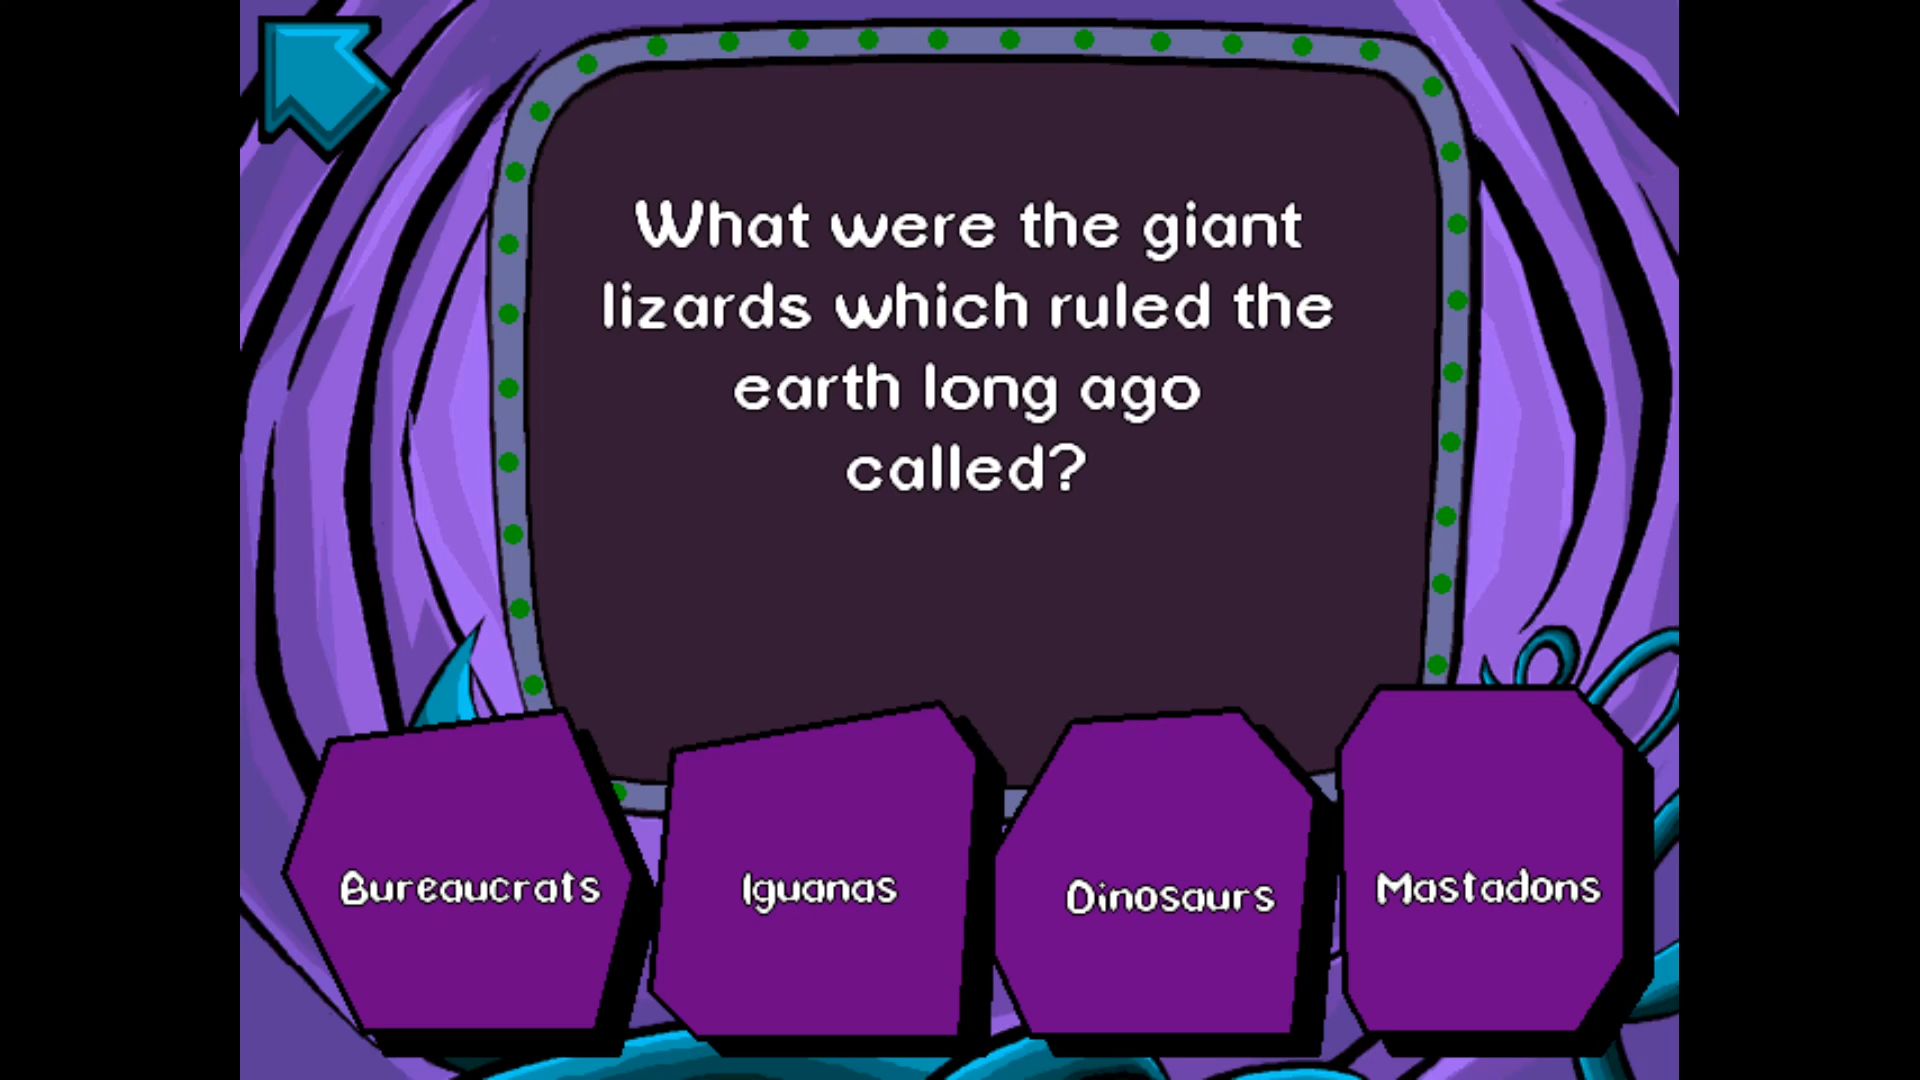 What were the giant
lizards which ruled the
earth long ago
called?
Bureaucrats
Iguanas
Dinosaurs
Mastadons